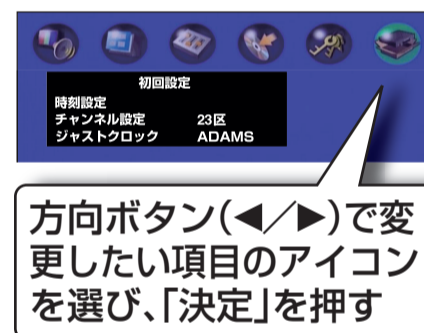 初回設定
時刻設定
チャンネル設定 23区
ジャストクロック ADAMS
方向ボタン(◀/▶)で変
更したい項目のアイコン
を選び、「決定」を押す